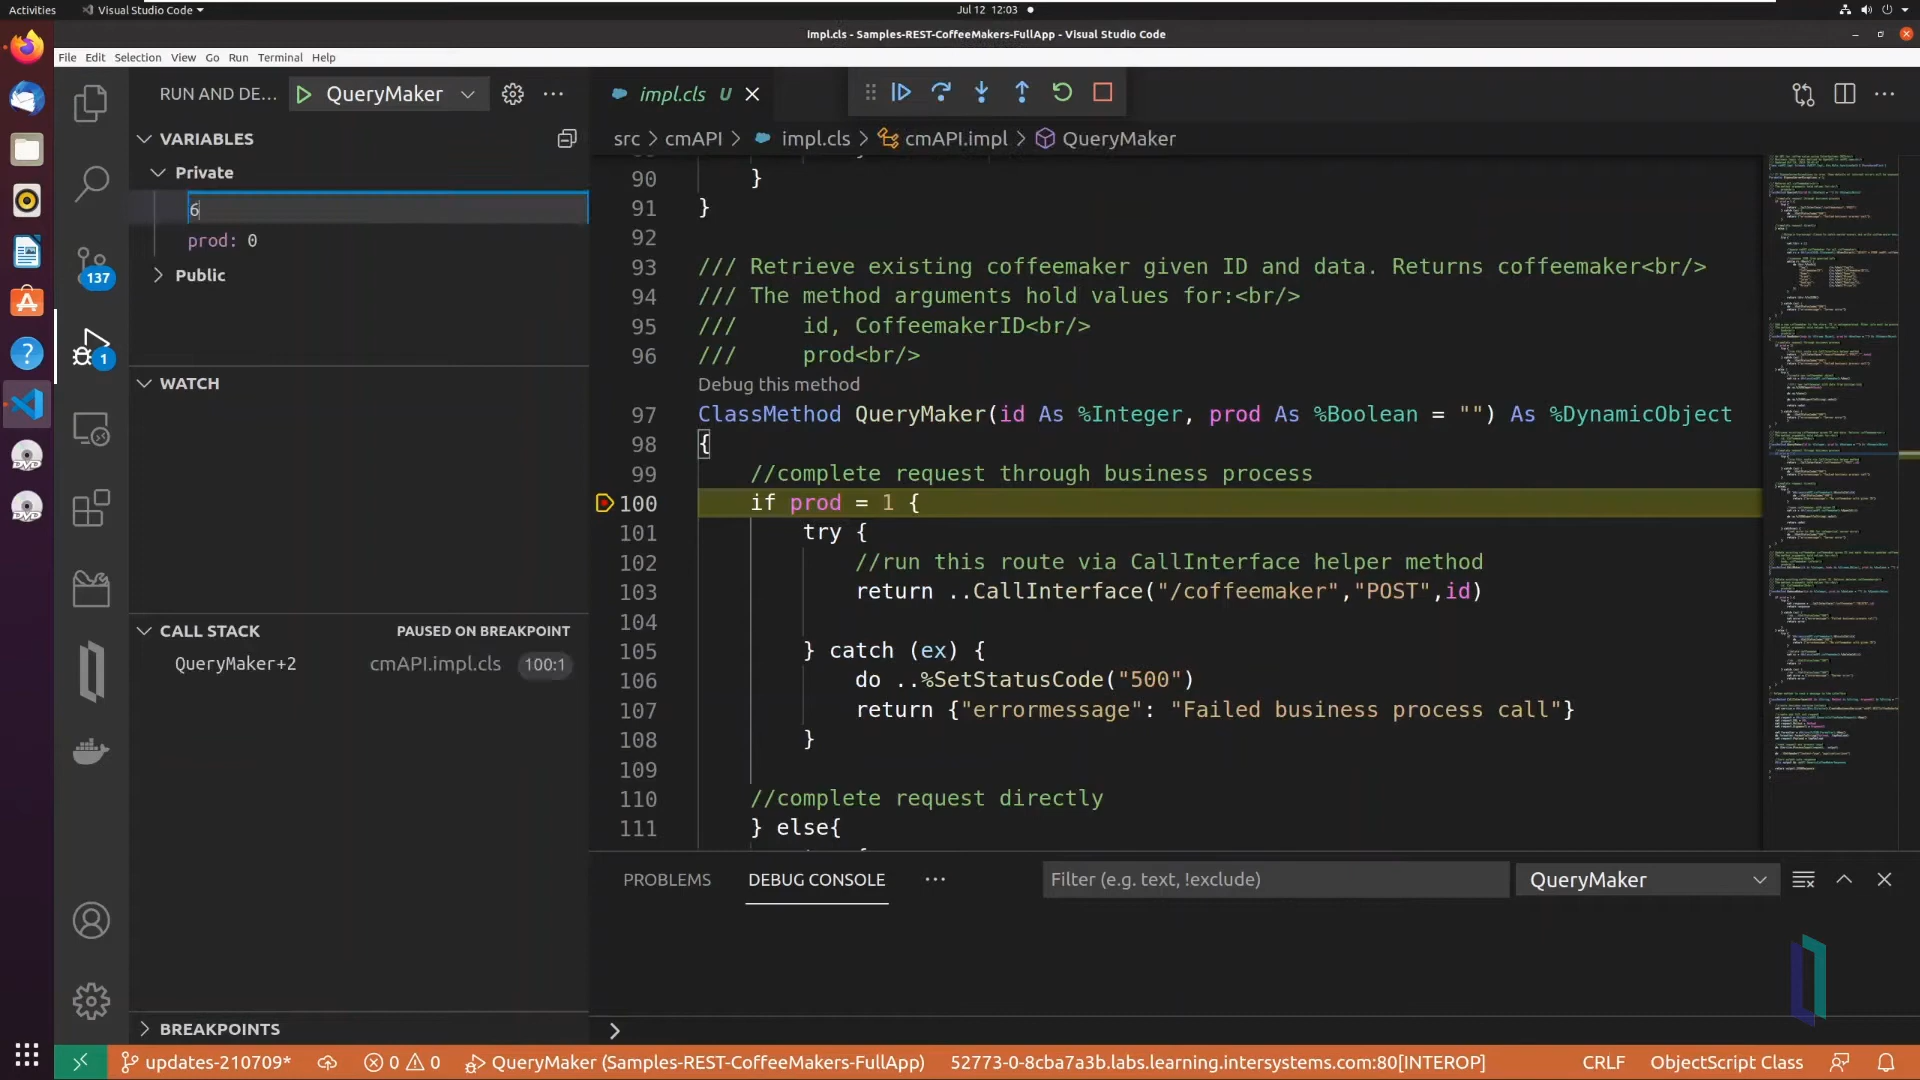 Activities
Visual Studio Code
Jul 12 12:03
impl.cls - Samples-REST-CoffeeMakers-FullApp - Visual Studio Code
File Edit Selection View Go Run Terminal Help
RUN AND DE...
QueryMaker
impl.cls U
VARIABLES
src > cmAPI > impl.cls > cmAPI.impl > QueryMaker
Private
6
prod: 0
Public
137
1
WATCH
CALL STACK
PAUSED ON BREAKPOINT
QueryMaker+2
cmAPI.impl.cls
100:1
BREAKPOINTS
90 }
91 }
92
93 /// Retrieve existing coffeemaker given ID and data. Returns coffeemaker<br/>
94 /// The method arguments hold values for:<br/>
95 /// id, CoffeemakerID<br/>
96 /// prod<br/>
Debug this method
97 ClassMethod QueryMaker(id As %Integer, prod As %Boolean = "") As %DynamicObject
98 {
99 //complete request through business process
100 if prod = 1 {
101 try {
102 //run this route via CallInterface helper method
103 return ..CallInterface("/coffeemaker","POST",id)
104
105 } catch (ex) {
106 do ..%SetStatusCode("500")
107 return {"errormessage": "Failed business process call"}
108 }
109
110 //complete request directly
111 } else{
PROBLEMS
DEBUG CONSOLE
Filter (e.g. text, !exclude)
QueryMaker
DVD
DVD
updates-210709*
0
0
QueryMaker (Samples-REST-CoffeeMakers-FullApp)
52773-0-8cba7a3b.labs.learning.intersystems.com:80[INTEROP]
CRLF
ObjectScript Class